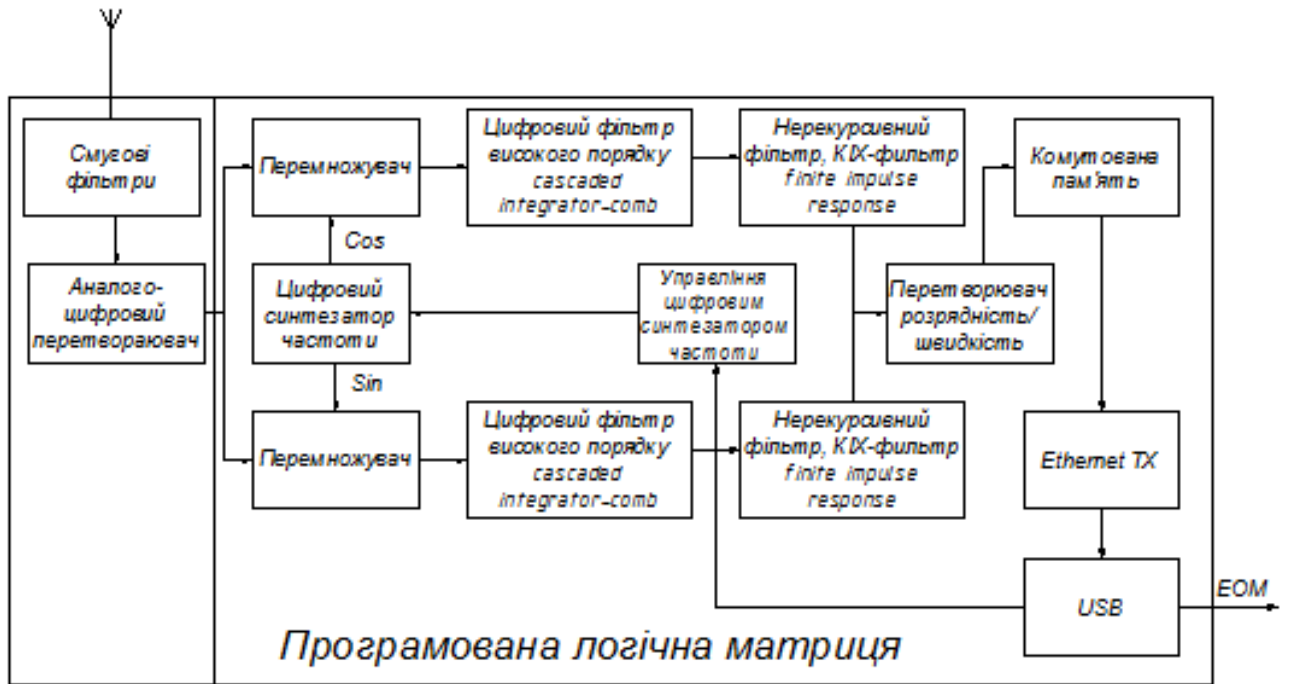 Смугові
фільтри
Аналого-
цифровий
перетвораювач
Перемножувач
Cos
Цифровий
синтезатор
частоти
Sin
Перемножувач
Цифровий фільтр
високого порядку
cascaded
integrator-comb
Нерекурсивний
фільтр, КІХ-фильтр
finite impulse
response
Управління
цифровим
синтезатором
частоти
Цифровий фільтр
високого порядку
cascaded
integrator-comb
Нерекурсивний
фільтр, КІХ-фильтр
finite impulse
response
Перетворювач
розрядність/
швидкість
Комутована
пам'ять
Ethernet TX
USB
ЕОМ
Програмована логічна матриця